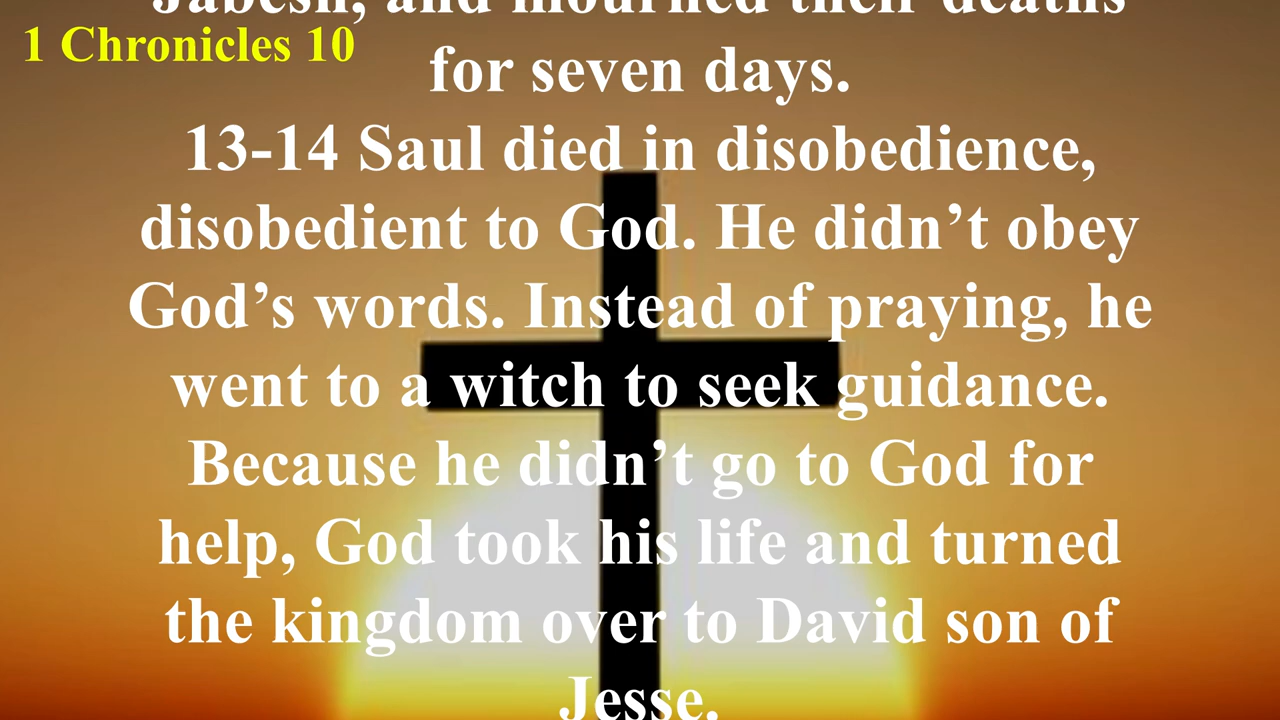 Jabesh, and mourned their deaths
1 Chronicles 10
for seven days.
13-14 Saul died in disobedience,
disobedient to God. He didn’t obey
God’s words. Instead of praying, he
went to a witch to seek guidance.
Because he didn’t go to God for
help, God took his life and turned
the kingdom over to David son of
Jesse.